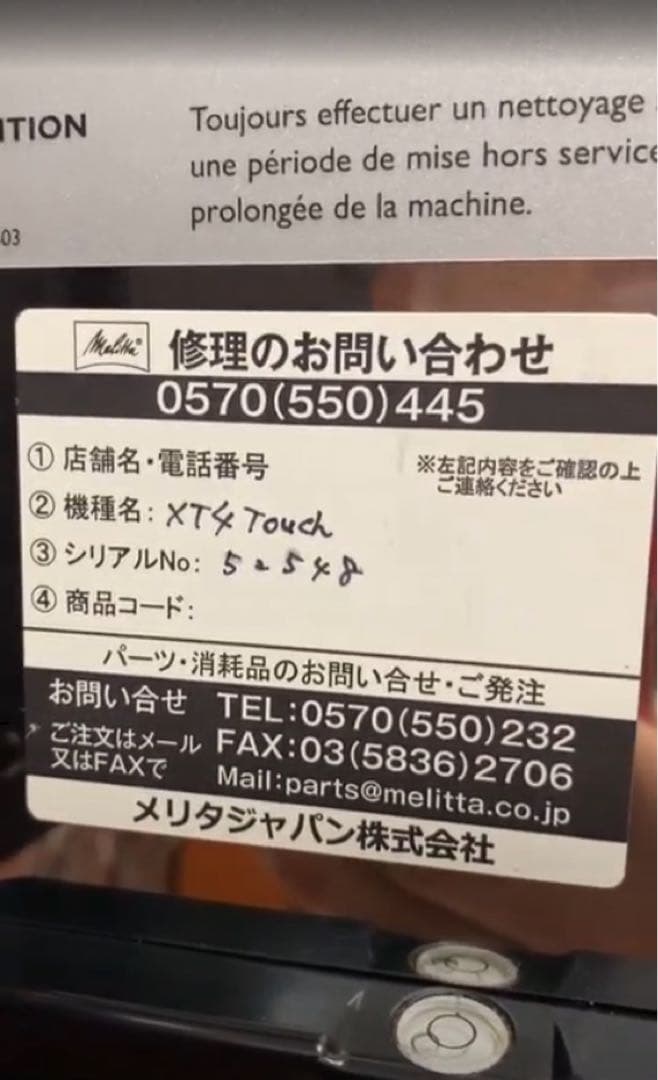 TION
Toujours effectuer un nettoyage
une période de mise hors service
prolongée de la machine.
03
Melitta® 修理のお問い合わせ
0570(550)445
① 店舗名・電話番号
※左記内容をご確認の上
ご連絡ください
② 機種名: XT4 Touch
③ シリアルNo:
④ 商品コード:
パーツ・消耗品のお問い合せ・ご発注
お問い合せ TEL:0570(550)232
ご注文はメール
又はFAXで
FAX:03(5836)2706
Mail:parts@melitta.co.jp
メリタジャパン株式会社